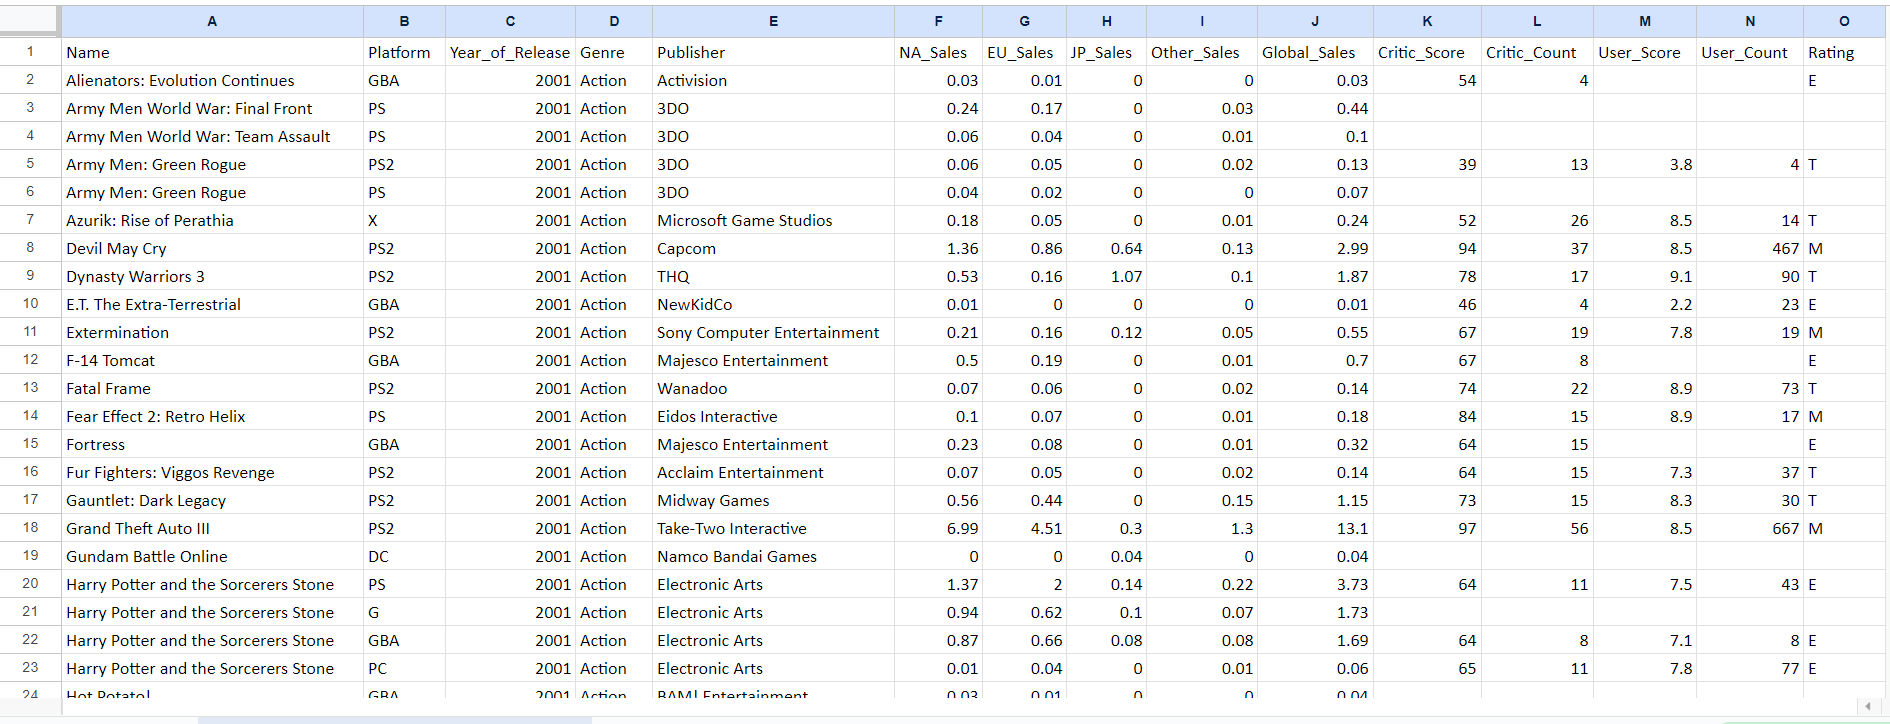 A B C D E F G H I J K L M N O
1 Name Platform Year_of_Release Genre Publisher NA_Sales EU_Sales JP_Sales Other_Sales Global_Sales Critic_Score Critic_Count User_Score User_Count Rating
2 Alienators: Evolution Continues GBA 2001 Action Activision 0.03 0.01 0 0 0.03 54 4 E
3 Army Men World War: Final Front PS 2001 Action 3DO 0.24 0.17 0 0.03 0.44
4 Army Men World War: Team Assault PS 2001 Action 3DO 0.06 0.04 0 0.01 0.1
5 Army Men: Green Rogue PS2 2001 Action 3DO 0.06 0.05 0 0.02 0.13 39 13 3.8 4 T
6 Army Men: Green Rogue PS 2001 Action 3DO 0.04 0.02 0 0 0.07
7 Azurik: Rise of Perathia X 2001 Action Microsoft Game Studios 0.18 0.05 0 0.01 0.24 52 26 8.5 14 T
8 Devil May Cry PS2 2001 Action Capcom 1.36 0.86 0.64 0.13 2.99 94 37 8.5 467 M
9 Dynasty Warriors 3 PS2 2001 Action THQ 0.53 0.16 1.07 0.1 1.87 78 17 9.1 90 T
10 E.T. The Extra-Terrestrial GBA 2001 Action NewKidCo 0.01 0 0 0 0.01 46 4 2.2 23 E
11 Extermination PS2 2001 Action Sony Computer Entertainment 0.21 0.16 0.12 0.05 0.55 67 19 7.8 19 M
12 F-14 Tomcat GBA 2001 Action Majesco Entertainment 0.5 0.19 0 0.01 0.7 67 8 E
13 Fatal Frame PS2 2001 Action Wanadoo 0.07 0.06 0 0.02 0.14 74 22 8.9 73 T
14 Fear Effect 2: Retro Helix PS 2001 Action Eidos Interactive 0.1 0.07 0 0.01 0.18 84 15 8.9 17 M
15 Fortress GBA 2001 Action Majesco Entertainment 0.23 0.08 0 0.01 0.32 64 15 E
16 Fur Fighters: Viggos Revenge PS2 2001 Action Acclaim Entertainment 0.07 0.05 0 0.02 0.14 64 15 7.3 37 T
17 Gauntlet: Dark Legacy PS2 2001 Action Midway Games 0.56 0.44 0 0.15 1.15 73 15 8.3 30 T
18 Grand Theft Auto III PS2 2001 Action Take-Two Interactive 6.99 4.51 0.3 1.3 13.1 97 56 8.5 667 M
19 Gundam Battle Online DC 2001 Action Namco Bandai Games 0 0 0.04 0 0.04
20 Harry Potter and the Sorcerers Stone PS 2001 Action Electronic Arts 1.37 2 0.14 0.22 3.73 64 11 7.5 43 E
21 Harry Potter and the Sorcerers Stone G 2001 Action Electronic Arts 0.94 0.62 0.1 0.07 1.73
22 Harry Potter and the Sorcerers Stone GBA 2001 Action Electronic Arts 0.87 0.66 0.08 0.08 1.69 64 8 7.1 8 E
23 Harry Potter and the Sorcerers Stone PC 2001 Action Electronic Arts 0.01 0.04 0 0.01 0.06 65 11 7.8 77 E
24 Hot Potato! GBA 2001 Action BAM! Entertainment 0.03 0.01 0 0 0.04